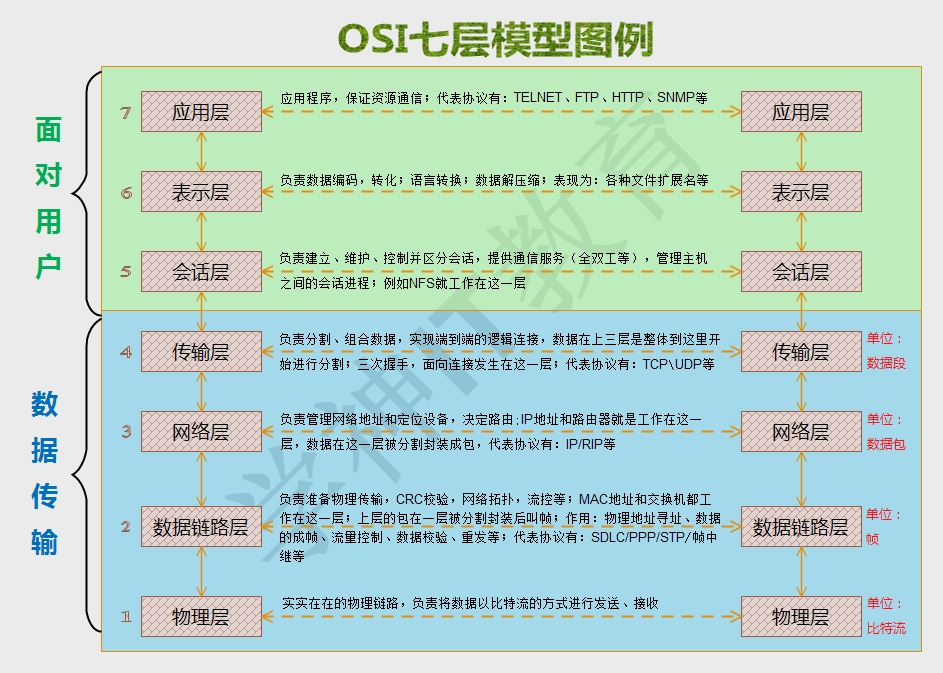 OSI七层模型图例
面对用户
7
应用层
应用程序，保证资源通信；代表协议有：TELNET、FTP、HTTP、SNMP等
应用层
6
表示层
负责数据编码，转化；语言转换；数据解压缩；表现为：各种文件扩展名等
表示层
5
会话层
负责建立、维护、控制并区分会话，提供通信服务（全双工等），管理主机
之间的会话进程；例如NFS就工作在这一层
会话层
数据传输
4
传输层
负责分割、组合数据，实现端到端的逻辑连接，数据在上三层是整体到这里开
始进行分割；三次握手，面向连接发生在这一层；代表协议有：TCP\UDP等
传输层
单位：
数据段
3
网络层
负责管理网络地址和定位设备，决定路由;IP地址和路由器就是工作在这一
层，数据在这一层被分割封装成包，代表协议有：IP/RIP等
网络层
单位：
数据包
2
数据链路层
负责准备物理传输，CRC校验，网络拓扑，流控等；MAC地址和交换机都工
作在这一层；上层的包在一层被分割封装后叫帧；作用：物理地址寻址、数据
的成帧、流量控制、数据校验、重发等；代表协议有：SDLC/PPP/STP/帧中
继等
数据链路层
单位：
帧
1
物理层
实实在在的物理链路，负责将数据以比特流的方式进行发送、接收
物理层
单位：
比特流
学神IT教育